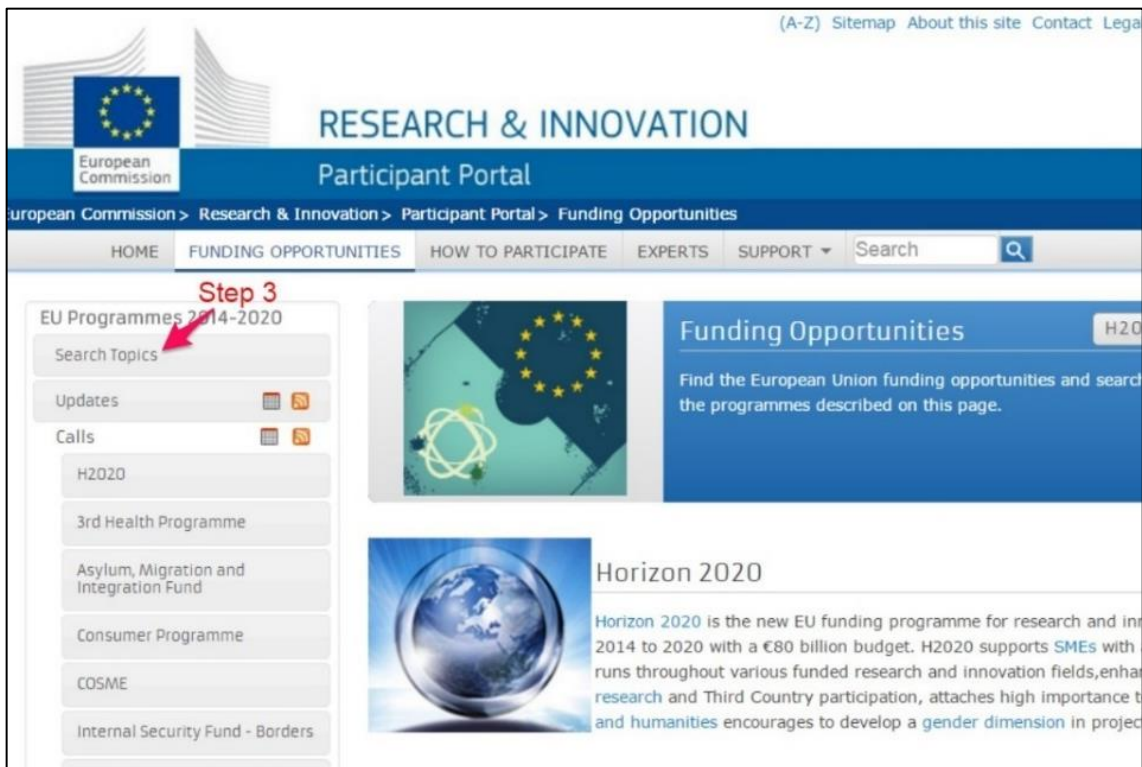 (A-Z) Sitemap About this site Contact Lega
RESEARCH & INNOVATION
European
Commission
Participant Portal
uropean Commission > Research & Innovation > Participant Portal > Funding Opportunities
HOME FUNDING OPPORTUNITIES HOW TO PARTICIPATE EXPERTS SUPPORT Search
Step 3
EU Programmes 2014-2020
Search Topics
Updates
Calls
H2020
3rd Health Programme
Asylum, Migration and
Integration Fund
Consumer Programme
COSME
Internal Security Fund - Borders
Funding Opportunities
H20
Find the European Union funding opportunities and search
the programmes described on this page.
Horizon 2020
Horizon 2020 is the new EU funding programme for research and inn
2014 to 2020 with a €80 billion budget. H2020 supports SMEs with
runs throughout various funded research and innovation fields,enha
research and Third Country participation, attaches high importance t
and humanities encourages to develop a gender dimension in projec